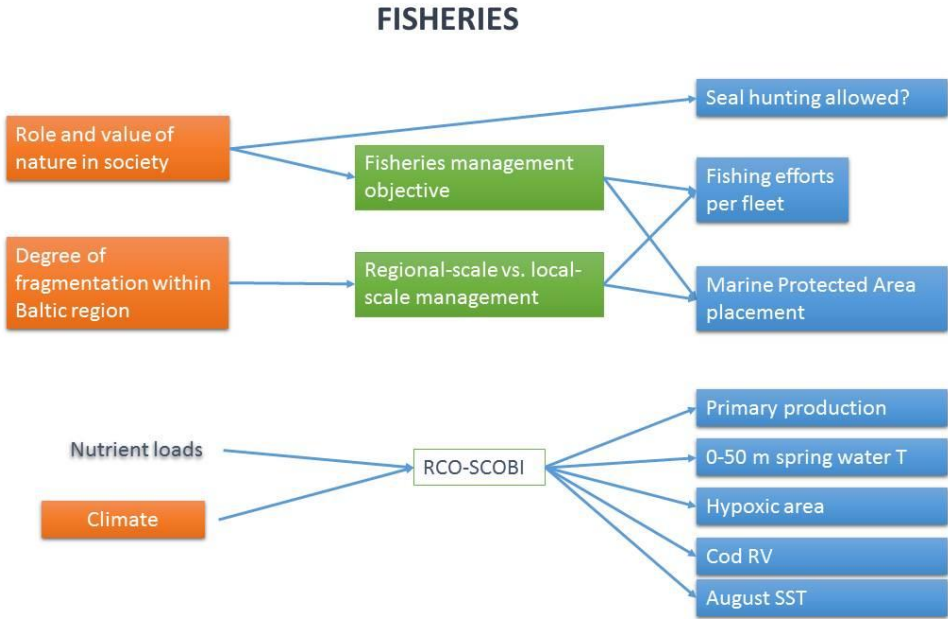 FISHERIES
Seal hunting allowed?
Role and value of
nature in society
Fisheries management
objective
Fishing efforts
per fleet
Degree of
fragmentation within
Baltic region
Regional-scale vs. local-
scale management
Marine Protected Area
placement
Primary production
Nutrient loads
RCO-SCOBI
0-50 m spring water T
Climate
Hypoxic area
Cod RV
August SST